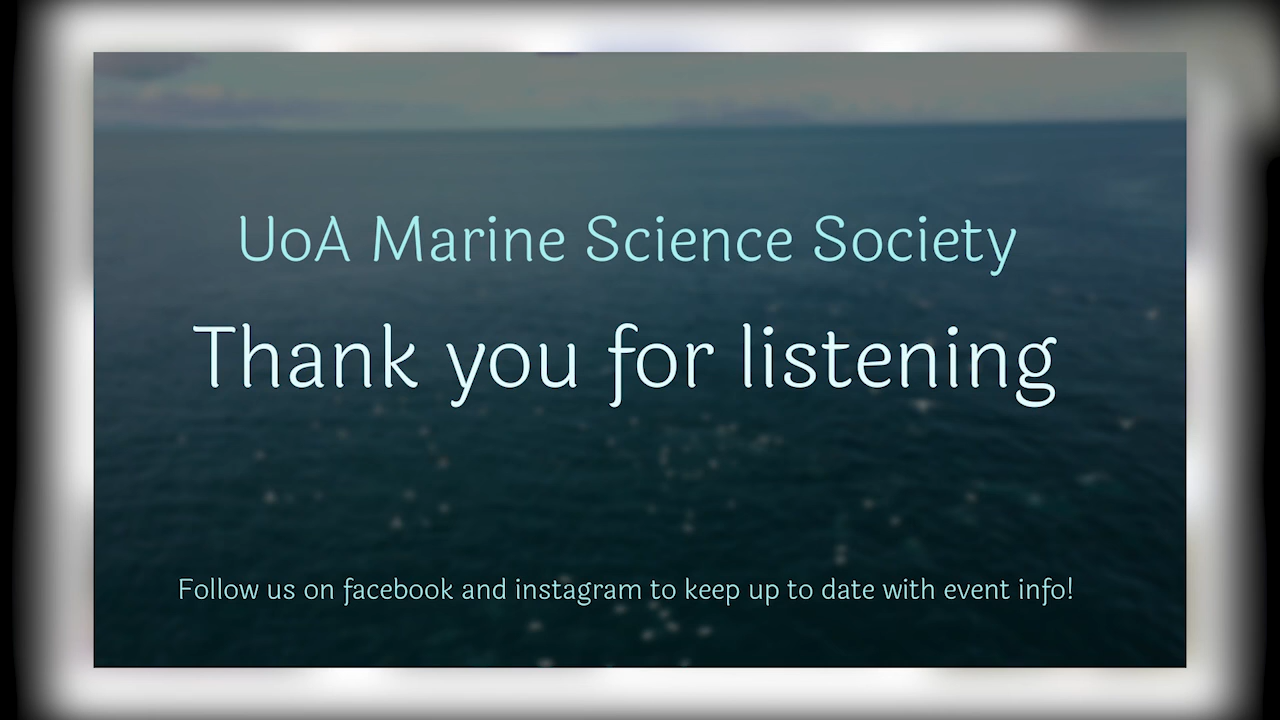 UoA Marine Science Society
Thank you for listening
Follow us on facebook and instagram to keep up to date with event info!